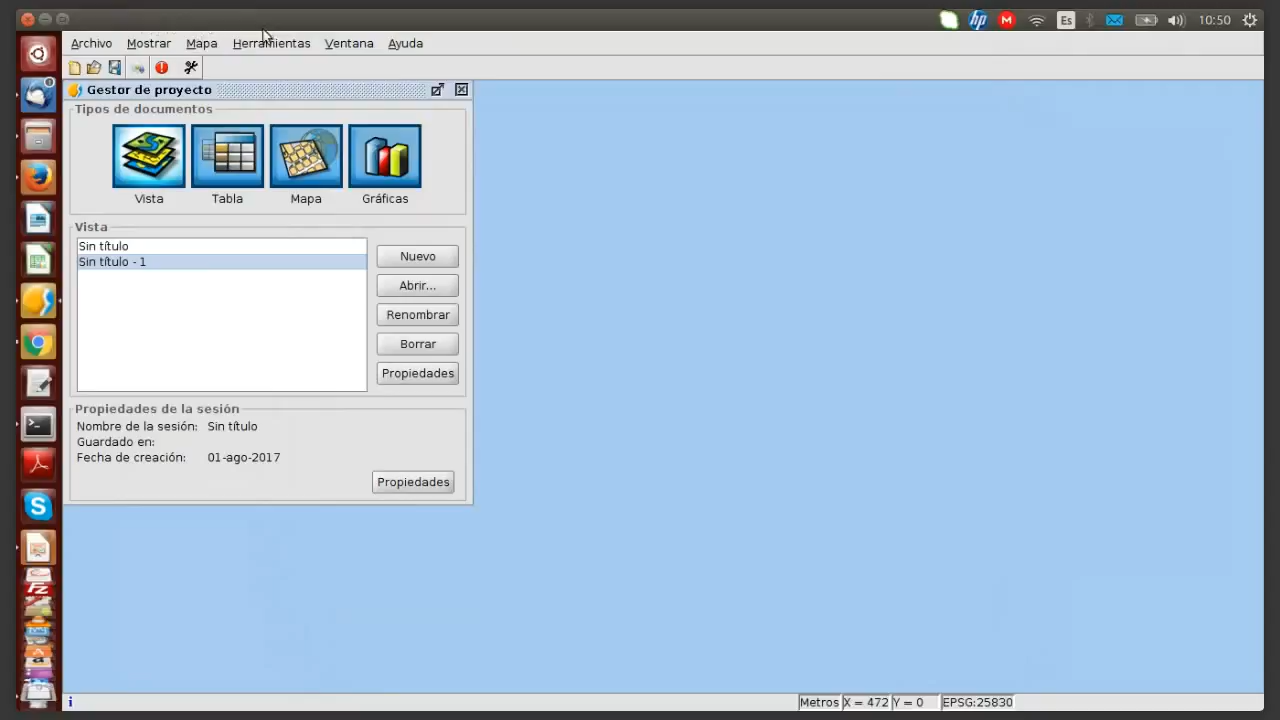 Es 10:50
Archivo Mostrar Mapa Herramientas Ventana Ayuda
Gestor de proyecto
Tipos de documentos
Vista Tabla Mapa Gráficas
Vista
Sin título
Sin título - 1
Nuevo
Abrir...
Renombrar
Borrar
Propiedades
Propiedades de la sesión
Nombre de la sesión: Sin título
Guardado en:
Fecha de creación: 01-ago-2017
Propiedades
Metros X = 472 Y = 0 EPSG:25830